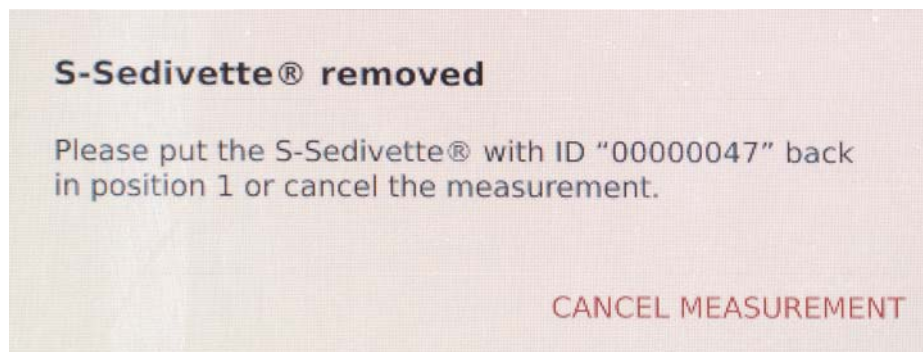 S-Sedivette® removed
Please put the S-Sedivette® with ID “00000047” back
in position 1 or cancel the measurement.
CANCEL MEASUREMENT